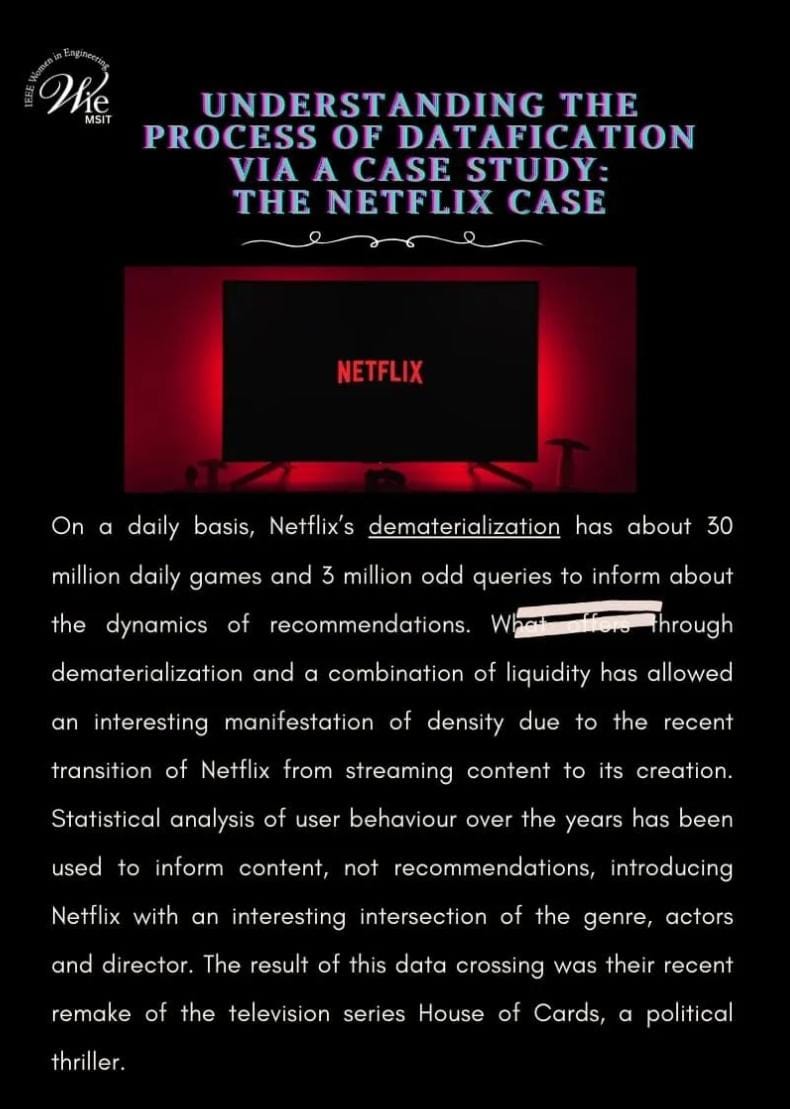 IEEE Women in Engineering
Wie
MSIT
UNDERSTANDING THE
PROCESS OF DATAFICATION
VIA A CASE STUDY:
THE NETFLIX CASE
NETFLIX
On a daily basis, Netflix's dematerialization has about 30
million daily games and 3 million odd queries to inform about
the dynamics of recommendations. What offers through
dematerialization and a combination of liquidity has allowed
an interesting manifestation of density due to the recent
transition of Netflix from streaming content to its creation.
Statistical analysis of user behaviour over the years has been
used to inform content, not recommendations, introducing
Netflix with an interesting intersection of the genre, actors
and director. The result of this data crossing was their recent
remake of the television series House of Cards, a political
thriller.